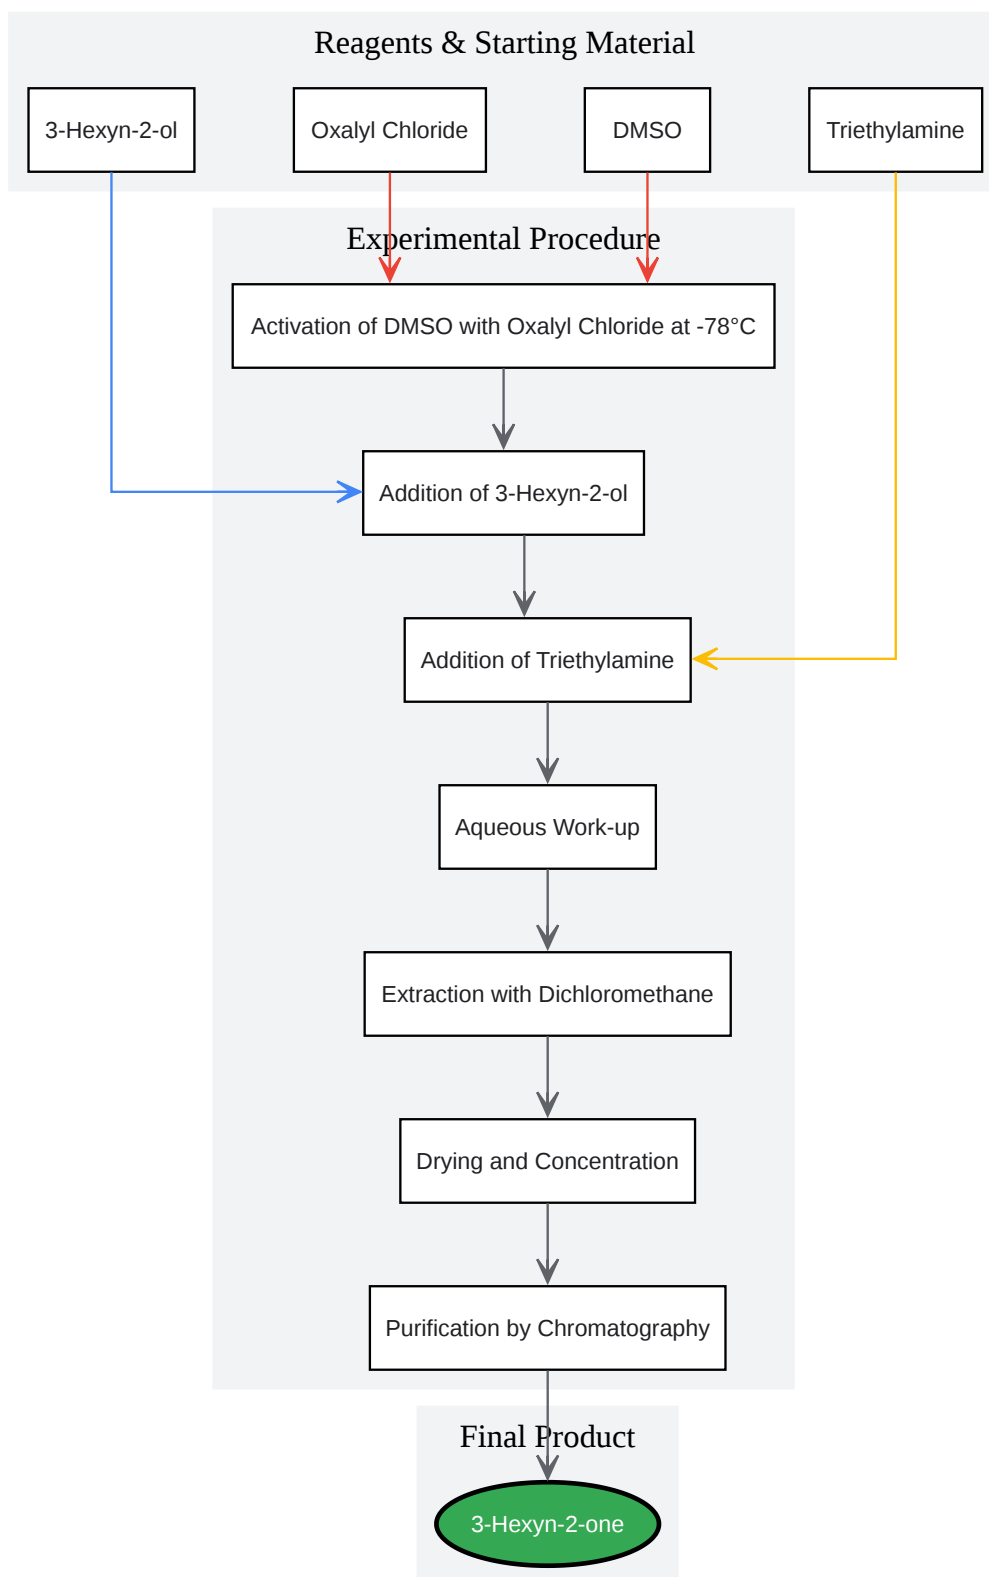 Reagents & Starting Material
3-Hexyn-2-ol
Oxalyl Chloride
DMSO
Triethylamine
Experimental Procedure
Activation of DMSO with Oxalyl Chloride at -78°C
Addition of 3-Hexyn-2-ol
Addition of Triethylamine
Aqueous Work-up
Extraction with Dichloromethane
Drying and Concentration
Purification by Chromatography
Final Product
3-Hexyn-2-one